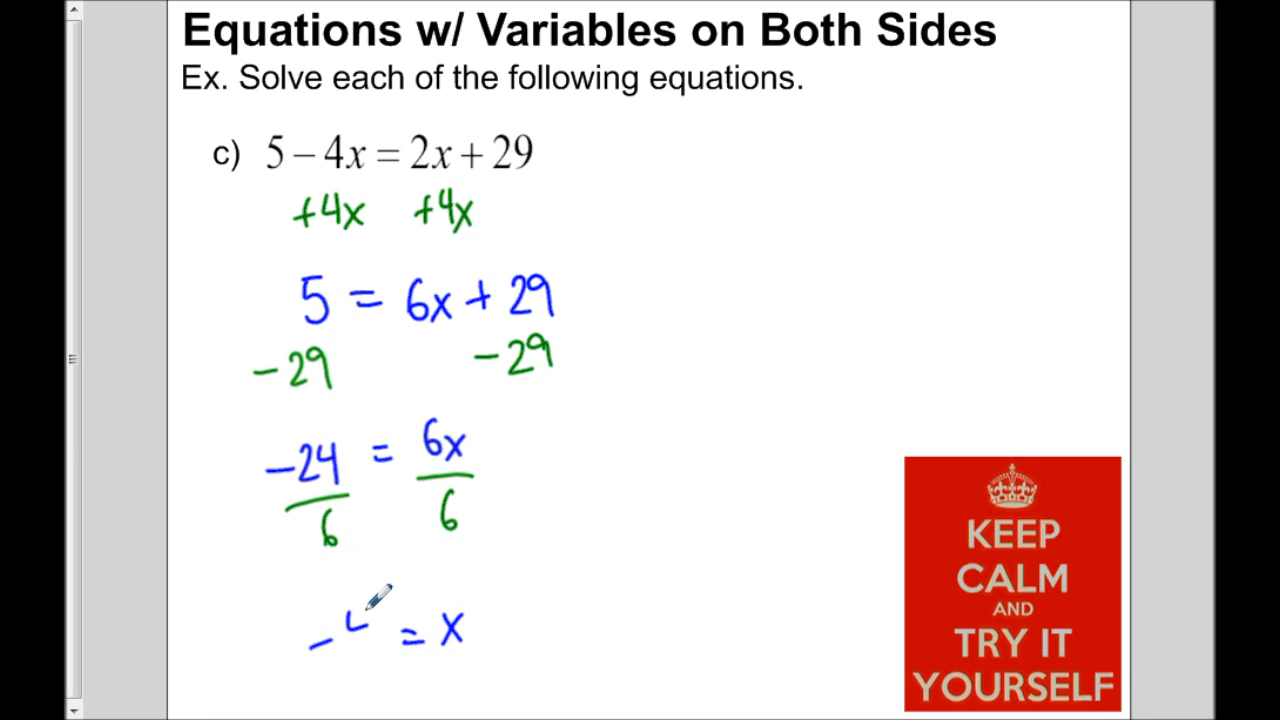 Equations w/ Variables on Both Sides
Ex. Solve each of the following equations.
c) 5 – 4x = 2x + 29
+4x +4x
5 = 6x + 29
-29 -29
-24 = 6x
6 6
= x
KEEP
CALM
AND
TRY IT
YOURSELF